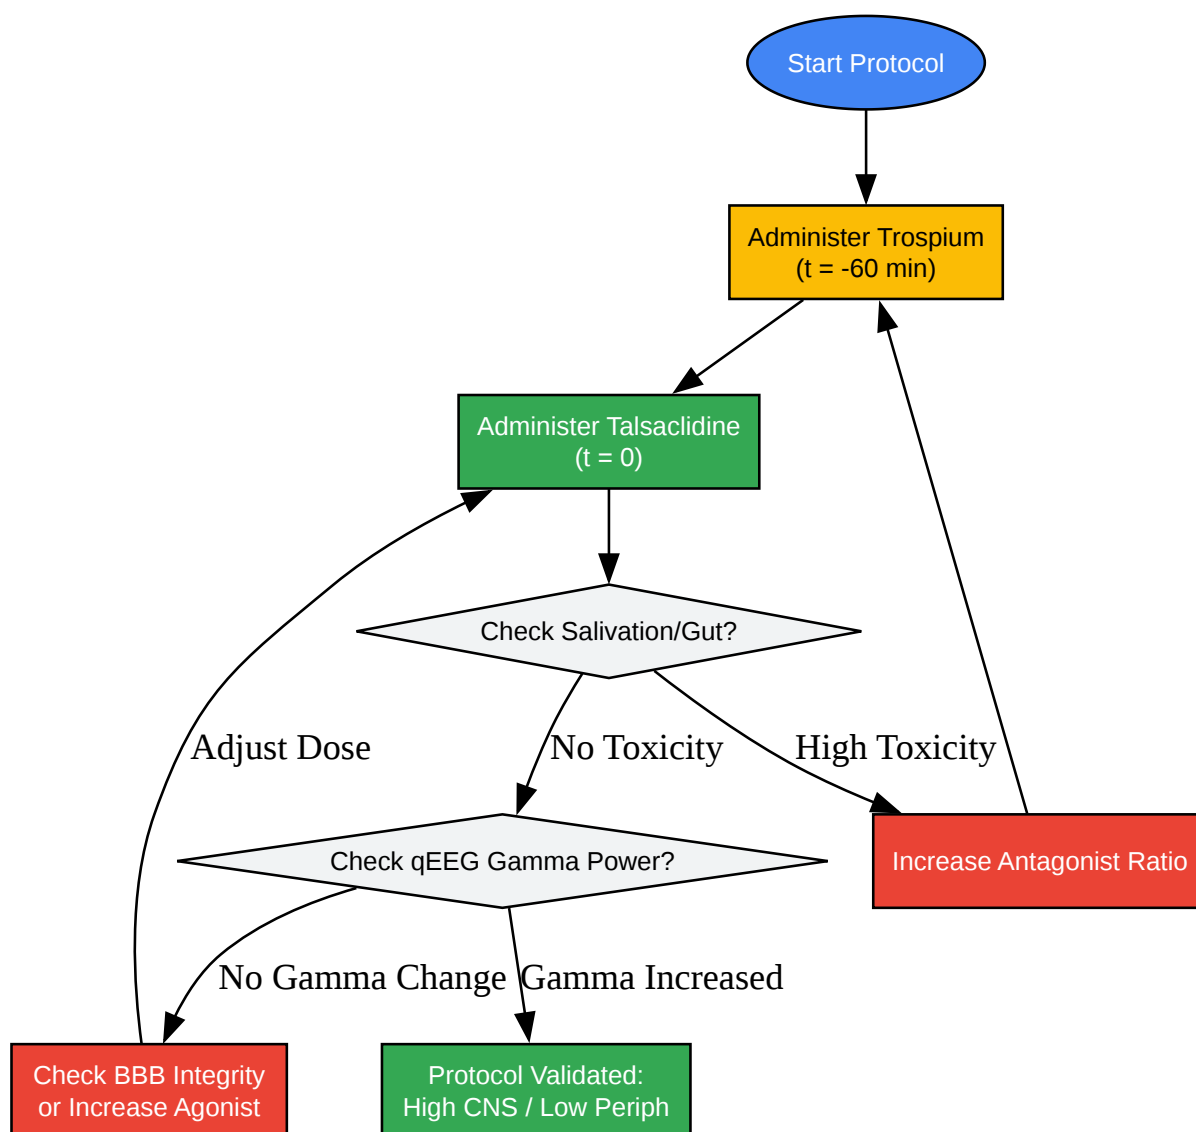 Start Protocol
Administer Trospium
(t = -60 min)
Administer Talsaclidine
(t = 0)
Check Salivation/Gut?
Adjust Dose
No Toxicity
High Toxicity
Check qEEG Gamma Power?
Increase Antagonist Ratio
No Gamma Change
Gamma Increased
Check BBB Integrity
or Increase Agonist
Protocol Validated:
High CNS / Low Periph